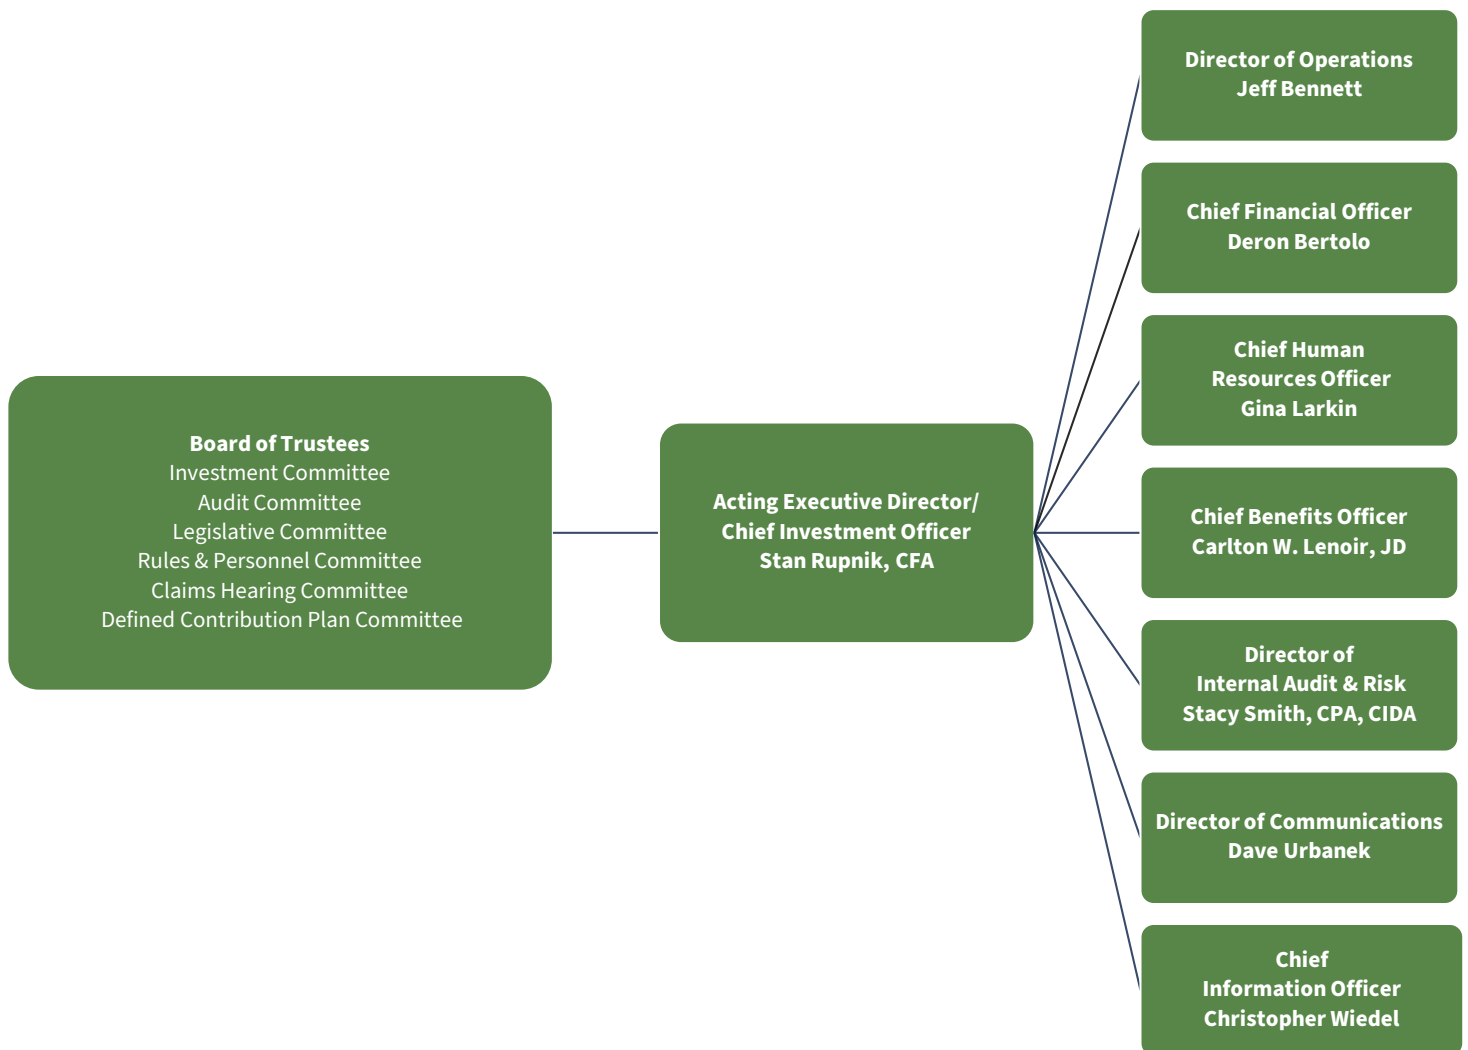 Board of Trustees
Investment Committee
Audit Committee
Legislative Committee
Rules & Personnel Committee
Claims Hearing Committee
Defined Contribution Plan Committee
Acting Executive Director/
Chief Investment Officer
Stan Rupnik, CFA
Director of Operations
Jeff Bennett
Chief Financial Officer
Deron Bertolo
Chief Human
Resources Officer
Gina Larkin
Chief Benefits Officer
Carlton W. Lenoir, JD
Director of
Internal Audit & Risk
Stacy Smith, CPA, CIDA
Director of Communications
Dave Urbanek
Chief
Information Officer
Christopher Wiedel